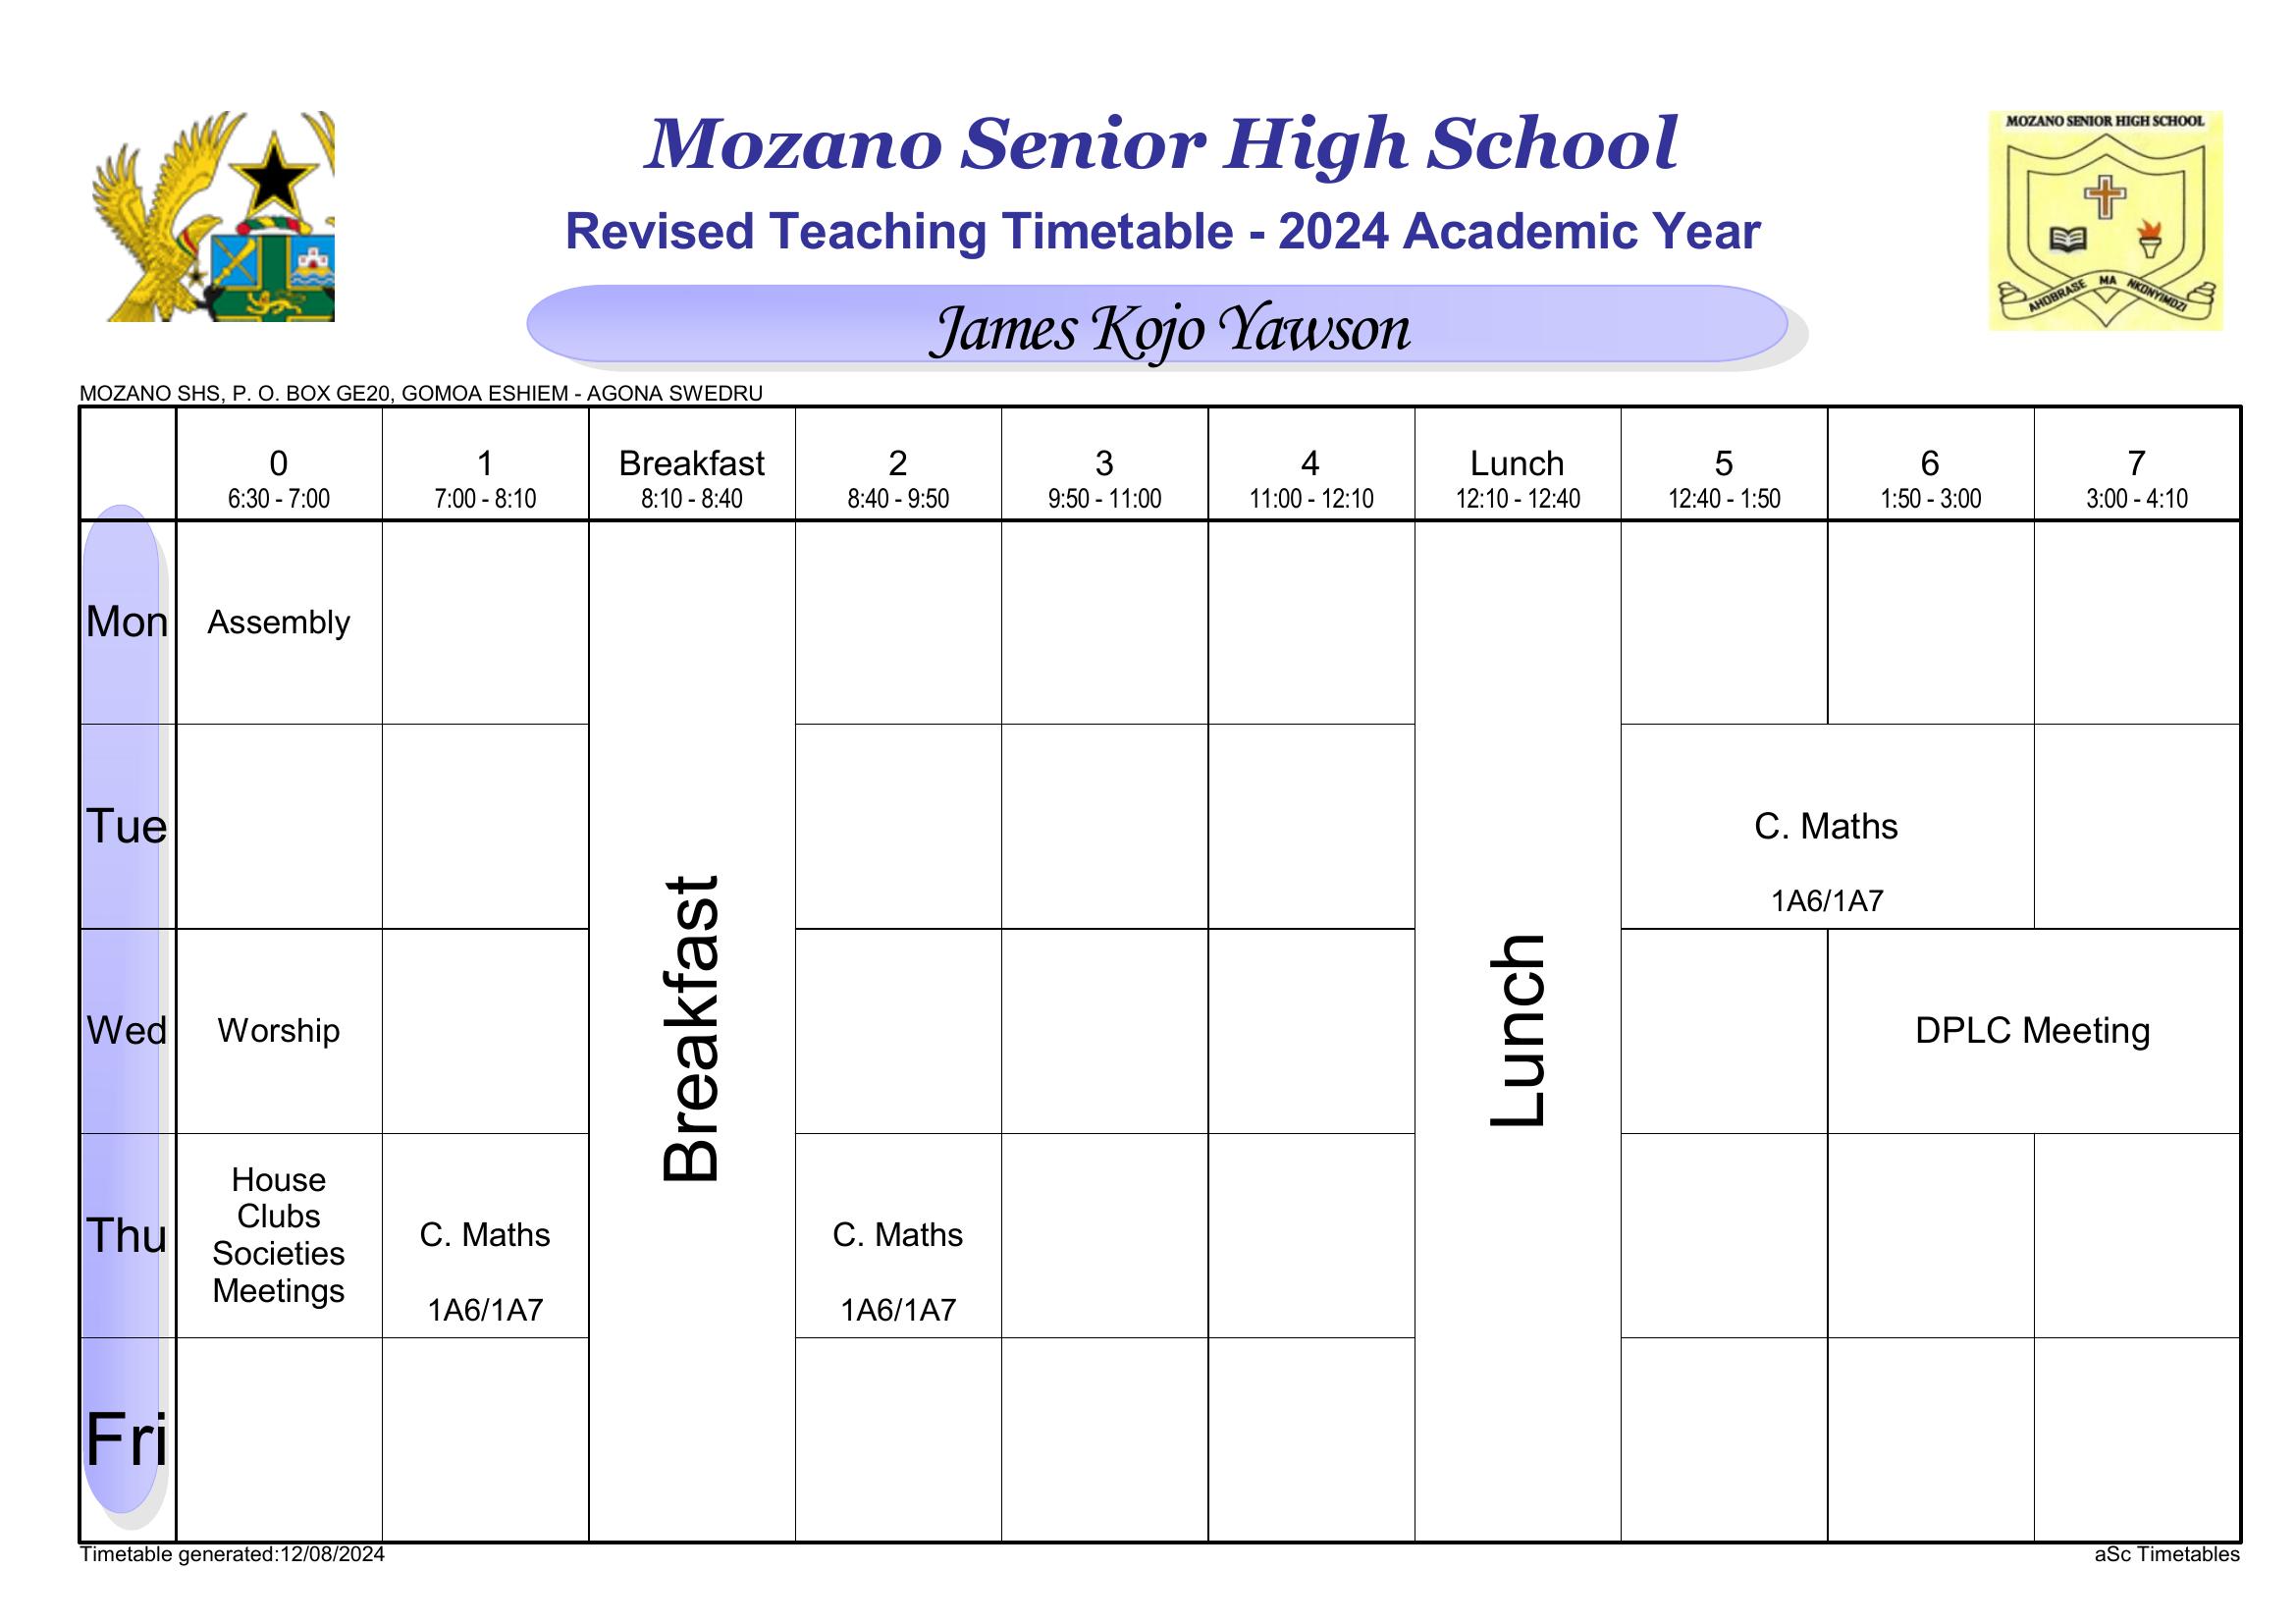 MOZANO SENIOR HIGH SCHOOL
AHOBRASE MA NKONYIMDZI
Mozano Senior High School
Revised Teaching Timetable - 2024 Academic Year
James Kojo Yawson
MOZANO SHS, P. O. BOX GE20, GOMOA ESHIEM - AGONA SWEDRU
0 1 Breakfast 2 3 4 Lunch 5 6 7
6:30 - 7:00 7:00 - 8:10 8:10 - 8:40 8:40 - 9:50 9:50 - 11:00 11:00 - 12:10 12:10 - 12:40 12:40 - 1:50 1:50 - 3:00 3:00 - 4:10
Breakfast
Lunch
Mon Assembly
Tue C. Maths
1A6/1A7
Wed Worship DPLC Meeting
Thu
House
Clubs
Societies
Meetings
C. Maths
1A6/1A7
C. Maths
1A6/1A7
Fri
Timetable generated:12/08/2024 aSc Timetables